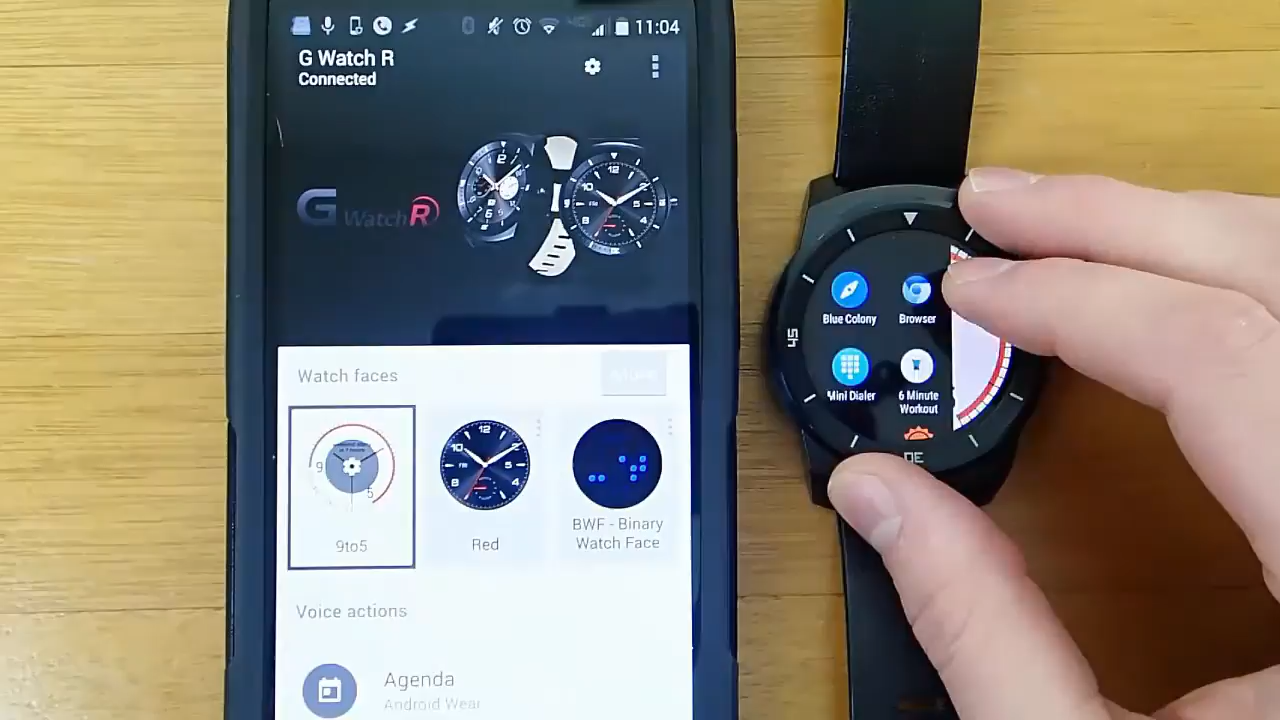 11:04
G Watch R
Connected
G Watch R
Watch faces
9to5
Red
BWF - Binary
Watch Face
Voice actions
Agenda
Android Wear
45
Blue Colony
Browser
Mini Dialer
6 Minute
Workout